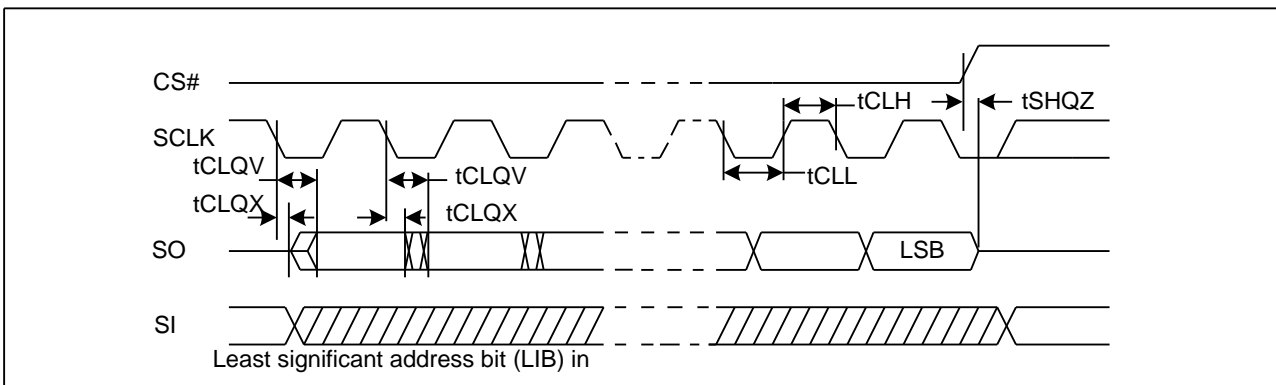 CS#
tCLH
tSHQZ
SCLK
tCLQV
tCLQV
tCLL
tCLQX
tCLQX
SO
LSB
SI
Least significant address bit (LIB) in